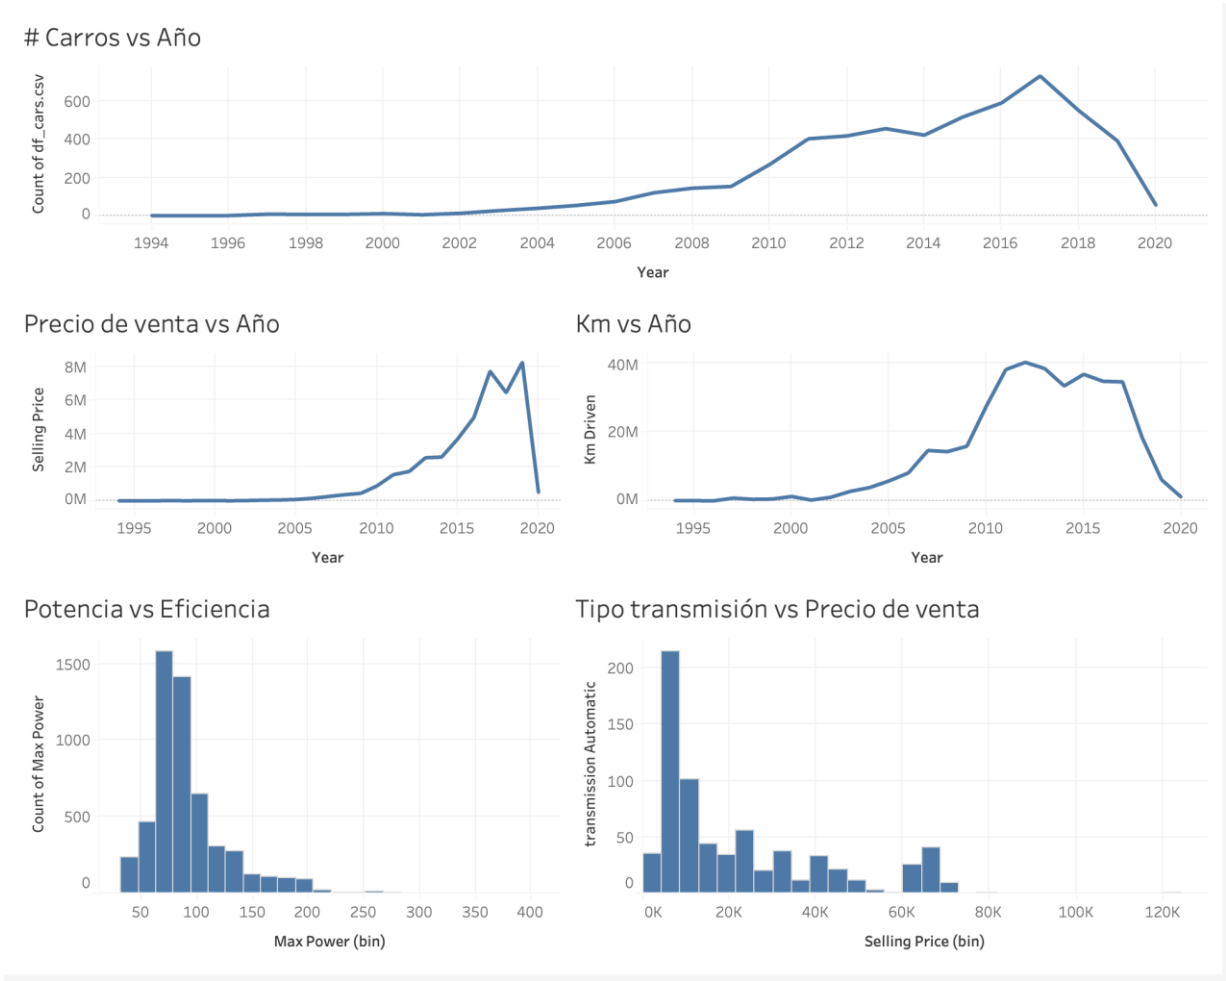 # Carros vs Año
Count of df_cars.csv
600
400
200
0
1994 1996 1998 2000 2002 2004 2006 2008 2010 2012 2014 2016 2018 2020
Year
Precio de venta vs Año
Selling Price
8M
6M
4M
2M
0M
1995 2000 2005 2010 2015 2020
Year
Km vs Año
Km Driven
40M
20M
0M
1995 2000 2005 2010 2015 2020
Year
Potencia vs Eficiencia
Count of Max Power
1500
1000
500
0
50 100 150 200 250 300 350 400
Max Power (bin)
Tipo transmisión vs Precio de venta
transmission Automatic
200
150
100
50
0
0K 20K 40K 60K 80K 100K 120K
Selling Price (bin)